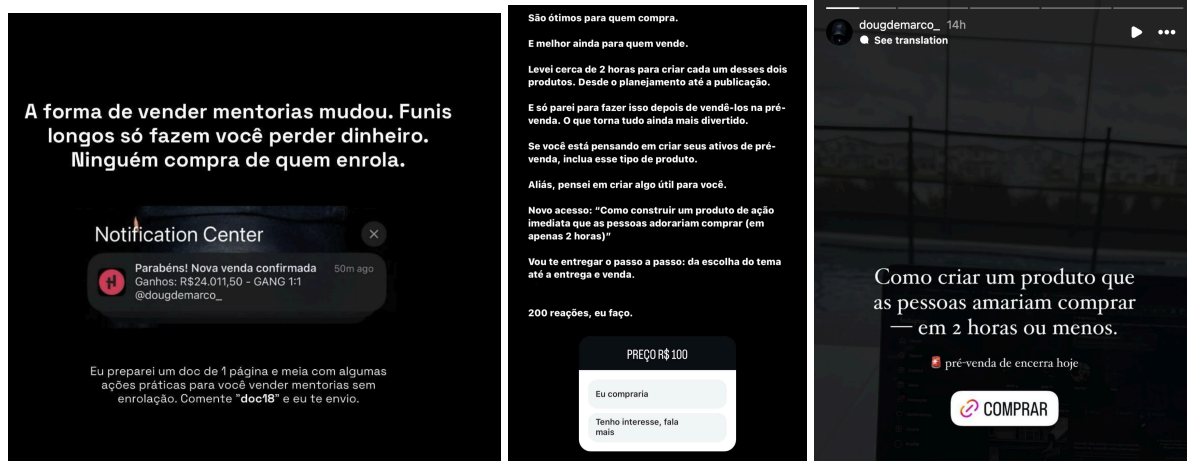 A forma de vender mentorias mudou. Funis
longos só fazem você perder dinheiro.
Ninguém compra de quem enrola.
Notification Center
Parabéns! Nova venda confirmada
50m ago
Ganhos: R$24.011,50 - GANG 1:1
@dougdemarco_
Eu preparei um doc de 1 página e meia com algumas
ações práticas para você vender mentorias sem
enrolação. Comente "doc18" e eu te envio.
São ótimos para quem compra.
E melhor ainda para quem vende.
Levei cerca de 2 horas para criar cada um desses dois
produtos. Desde o planejamento até a publicação.
E só parei para fazer isso depois de vendê-los na pré-
venda. O que torna tudo ainda mais divertido.
Se você está pensando em criar seus ativos de pré-
venda, inclua esse tipo de produto.
Aliás, pensei em criar algo útil para você.
Novo acesso: “Como construir um produto de ação
imediata que as pessoas adorariam comprar (em
apenas 2 horas)”
Vou te entregar o passo a passo: da escolha do tema
até a entrega e venda.
200 reações, eu faço.
PREÇO R$ 100
Eu compraria
Tenho interesse, fala
mais
dougdemarco_ 14h
See translation
Como criar um produto que
as pessoas amariam comprar
— em 2 horas ou menos.
pré-venda de encerra hoje
COMPRAR